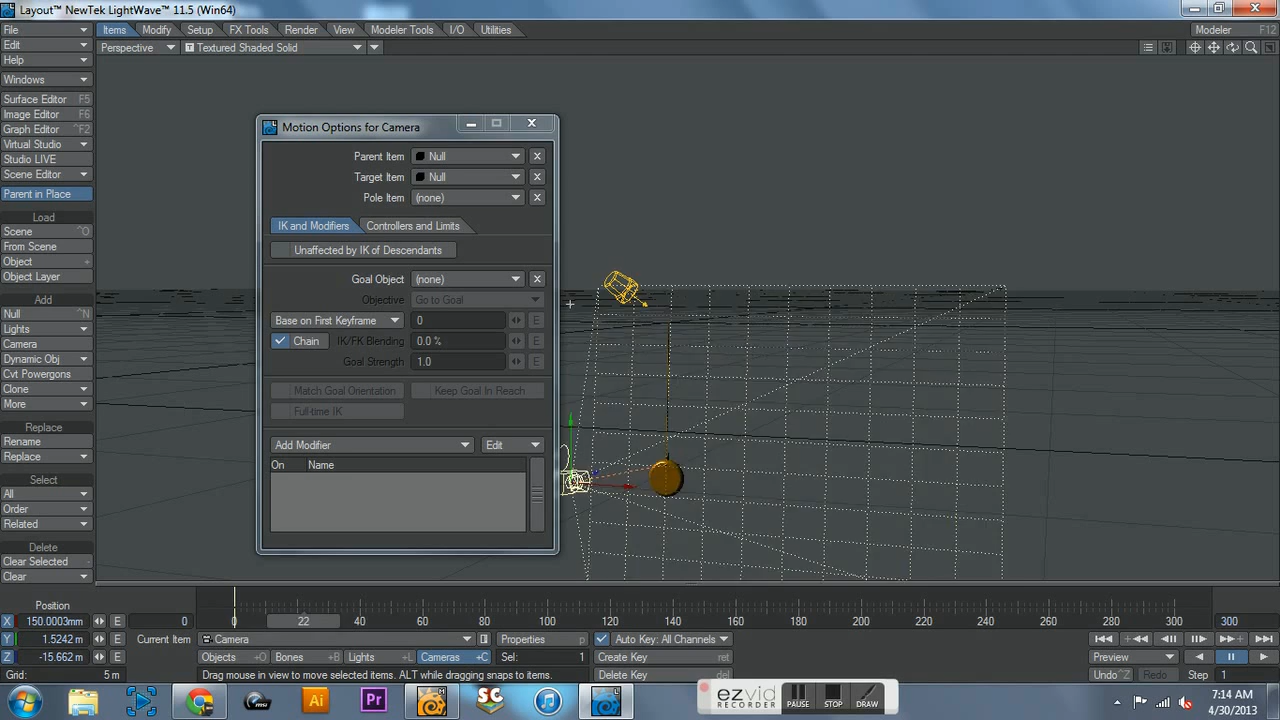 Layout™ NewTek LightWave™ 11.5 (Win64)
File Items Modify Setup FX Tools Render View Modeler Tools I/O Utilities Modeler F12
Edit Perspective Textured Shaded Solid
Help
Windows
Surface Editor F5
Image Editor F6
Graph Editor ^F2
Virtual Studio
Studio LIVE
Scene Editor
Parent in Place
Load
Scene ^O
From Scene
Object +
Object Layer
Add
Null ^N
Lights
Camera
Dynamic Obj
Cvt Powergons
Clone
More
Replace
Rename
Replace
Select
All
Order
Related
Delete
Clear Selected -
Clear
Motion Options for Camera
Parent Item Null X
Target Item Null X
Pole Item (none) X
IK and Modifiers Controllers and Limits
Unaffected by IK of Descendants
Goal Object (none) X
Objective Go to Goal
Base on First Keyframe 0 E
Chain IK/FK Blending 0.0 % E
Goal Strength 1.0 E
Match Goal Orientation Keep Goal In Reach
Full-time IK
Add Modifier Edit
On Name
Position
X 150.0003mm E 0 0 22 40 60 80 100 120 140 160 180 200 220 240 260 280 300 300
Y 1.5242 m E Current Item Camera Properties p Auto Key: All Channels
Z -15.662 m E Objects +O Bones +B Lights +L Cameras +C Sel: 1 Create Key ret Preview
Grid: 5 m Drag mouse in view to move selected items. ALT while dragging snaps to items. Delete Key del Undo ^Z Redo Z Step 1
Ai Pr SC
ezvid RECORDER PAUSE STOP DRAW
7:14 AM
4/30/2013